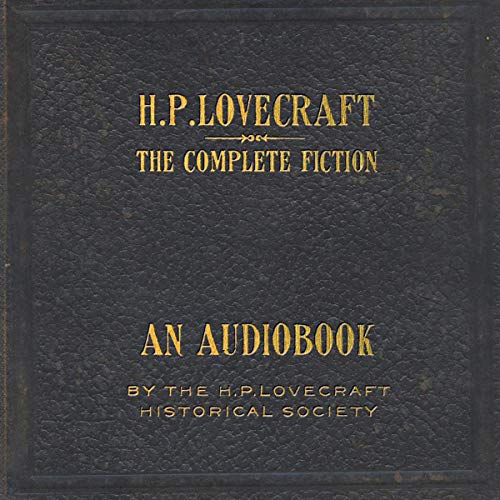 H.P.LOVECRAFT
THE COMPLETE FICTION
AN AUDIOBOOK
BY THE H.P.LOVECRAFT
HISTORICAL SOCIETY